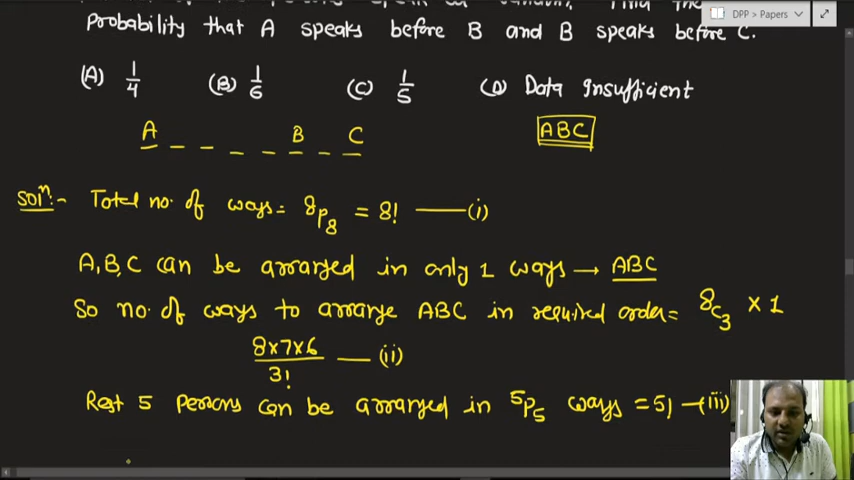 DPP > Papers
probability that A speaks before B and B speaks before C.
(A) 1/4 (B) 1/6 (C) 1/5 (D) Data Insufficient
A _ _ _ _ B _ C
ABC
Solⁿ:- Total no. of ways = 8p₈ = 8! ——(i)
A,B,C can be arranged in only 1 ways → ABC
So no. of ways to arrange ABC in required order = 8c₃ × 1
8×7×6/3! —— (ii)
Rest 5 persons can be arranged in ⁵P₅ ways = 5! —(iii)